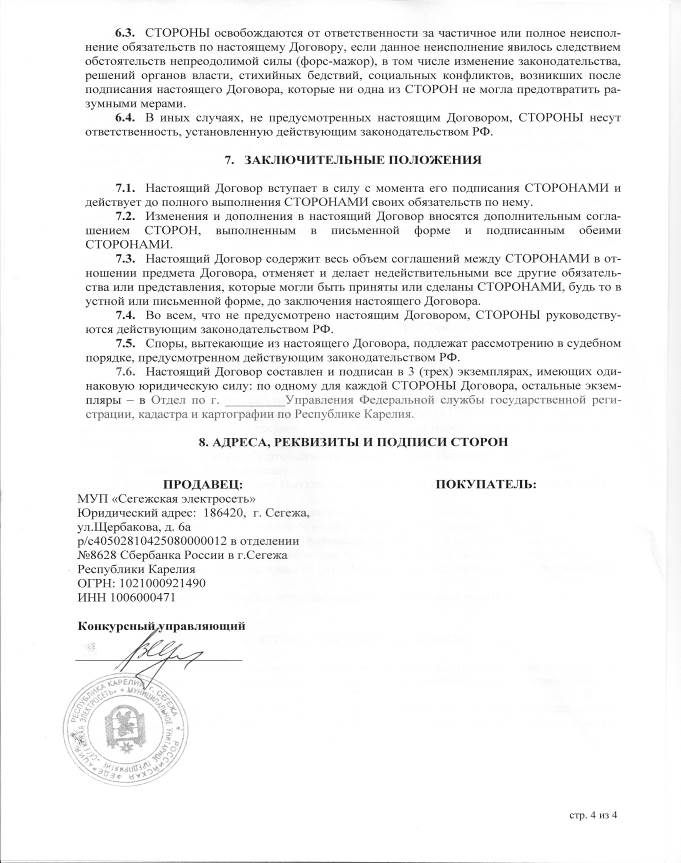 6.3. СТОРОНЫ освобождаются от ответственности за частичное или полное неиспол-
нение обязательств по настоящему Договору, если данное неисполнение явилось следствием
обстоятельств непреодолимой силы (форс-мажор), в том числе изменение законодательства,
решений органов власти, стихийных бедствий, социальных конфликтов, возникших после
подписания настоящего Договора, которые ни одна из СТОРОН не могла предотвратить ра-
зумными мерами.
6.4. В иных случаях, не предусмотренных настоящим Договором, СТОРОНЫ несут
ответственность, установленную действующим законодательством РФ.
7. ЗАКЛЮЧИТЕЛЬНЫЕ ПОЛОЖЕНИЯ
7.1. Настоящий Договор вступает в силу с момента его подписания СТОРОНАМИ и
действует до полного выполнения СТОРОНАМИ своих обязательств по нему.
7.2. Изменения и дополнения в настоящий Договор вносятся дополнительным согла-
шением СТОРОН, выполненным в письменной форме и подписанным обеими
СТОРОНАМИ.
7.3. Настоящий Договор содержит весь объем соглашений между СТОРОНАМИ в от-
ношении предмета Договора, отменяет и делает недействительными все другие обязатель-
ства или представления, которые могли быть приняты или сделаны СТОРОНАМИ, будь то в
устной или письменной форме, до заключения настоящего Договора.
7.4. Во всем, что не предусмотрено настоящим Договором, СТОРОНЫ руководству-
ются действующим законодательством РФ.
7.5. Споры, вытекающие из настоящего Договора, подлежат рассмотрению в судебном
порядке, предусмотренном действующим законодательством РФ.
7.6. Настоящий Договор составлен и подписан в 3 (трех) экземплярах, имеющих оди-
наковую юридическую силу: по одному для каждой СТОРОНЫ Договора, остальные экзем-
пляры – в Отдел по г. __________Управления Федеральной службы государственной реги-
страции, кадастра и картографии по Республике Карелия.
8. АДРЕСА, РЕКВИЗИТЫ И ПОДПИСИ СТОРОН
ПРОДАВЕЦ: ПОКУПАТЕЛЬ:
МУП «Сегежская электросеть»
Юридический адрес: 186420, г. Сегежа,
ул.Щербакова, д. 6а
р/с40502810425080000012 в отделении
№8628 Сбербанка России в г.Сегежа
Республики Карелия
ОГРН: 1021000921490
ИНН 1006000471
Конкурсный управляющий
РОССИЙСКАЯ ФЕДЕРАЦИЯ РЕСПУБЛИКА КАРЕЛИЯ г. СЕГЕЖА
МУНИЦИПАЛЬНОЕ УНИТАРНОЕ ПРЕДПРИЯТИЕ «СЕГЕЖСКАЯ ЭЛЕКТРОСЕТЬ»
стр. 4 из 4